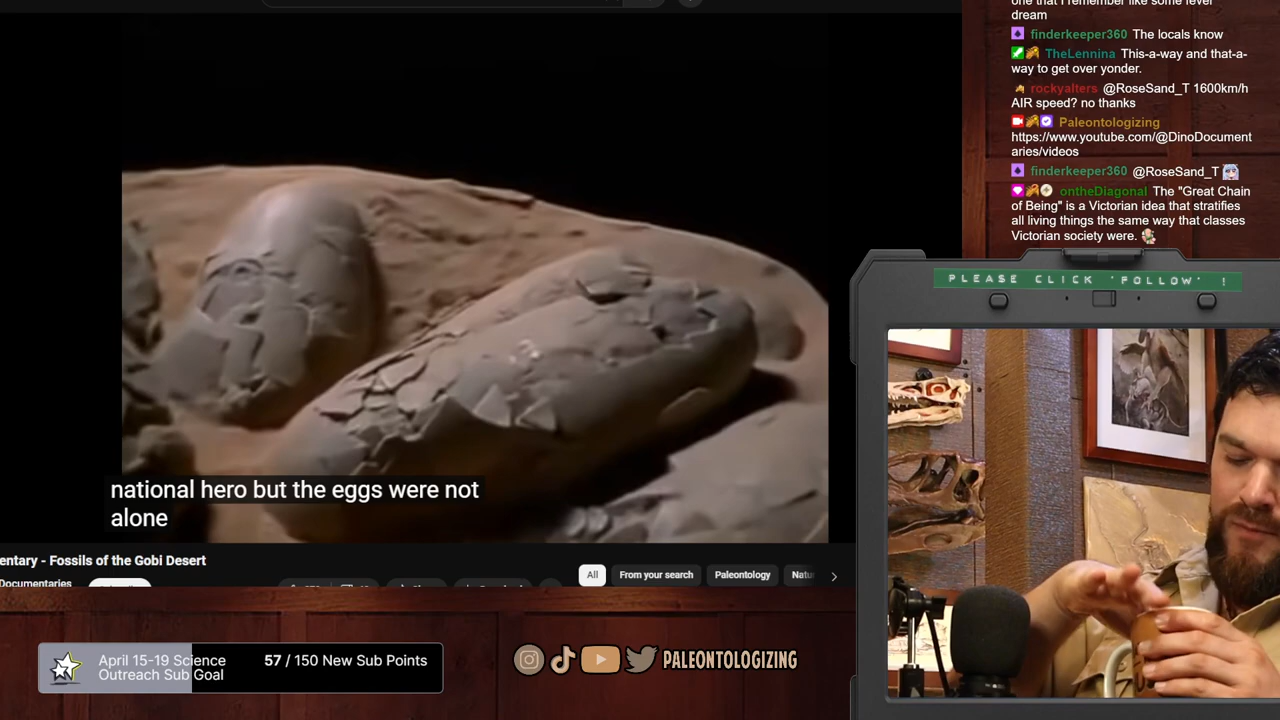 one that I remember like some fever
dream
finderkeeper360 The locals know
TheLennina This-a-way and that-a-
way to get over yonder.
rockyalters @RoseSand_T 1600km/h
AIR speed? no thanks
Paleontologizing
https://www.youtube.com/@DinoDocument
aries/videos
finderkeeper360 @RoseSand_T
ontheDiagonal The "Great Chain
of Being" is a Victorian idea that stratifies
all living things the same way that classes
Victorian society were.
PLEASE CLICK 'FOLLOW' !
national hero but the eggs were not
alone
entary - Fossils of the Gobi Desert
Documentaries
All From your search Paleontology Natu
April 15-19 Science
Outreach Sub Goal
57 / 150 New Sub Points
PALEONTOLOGIZING